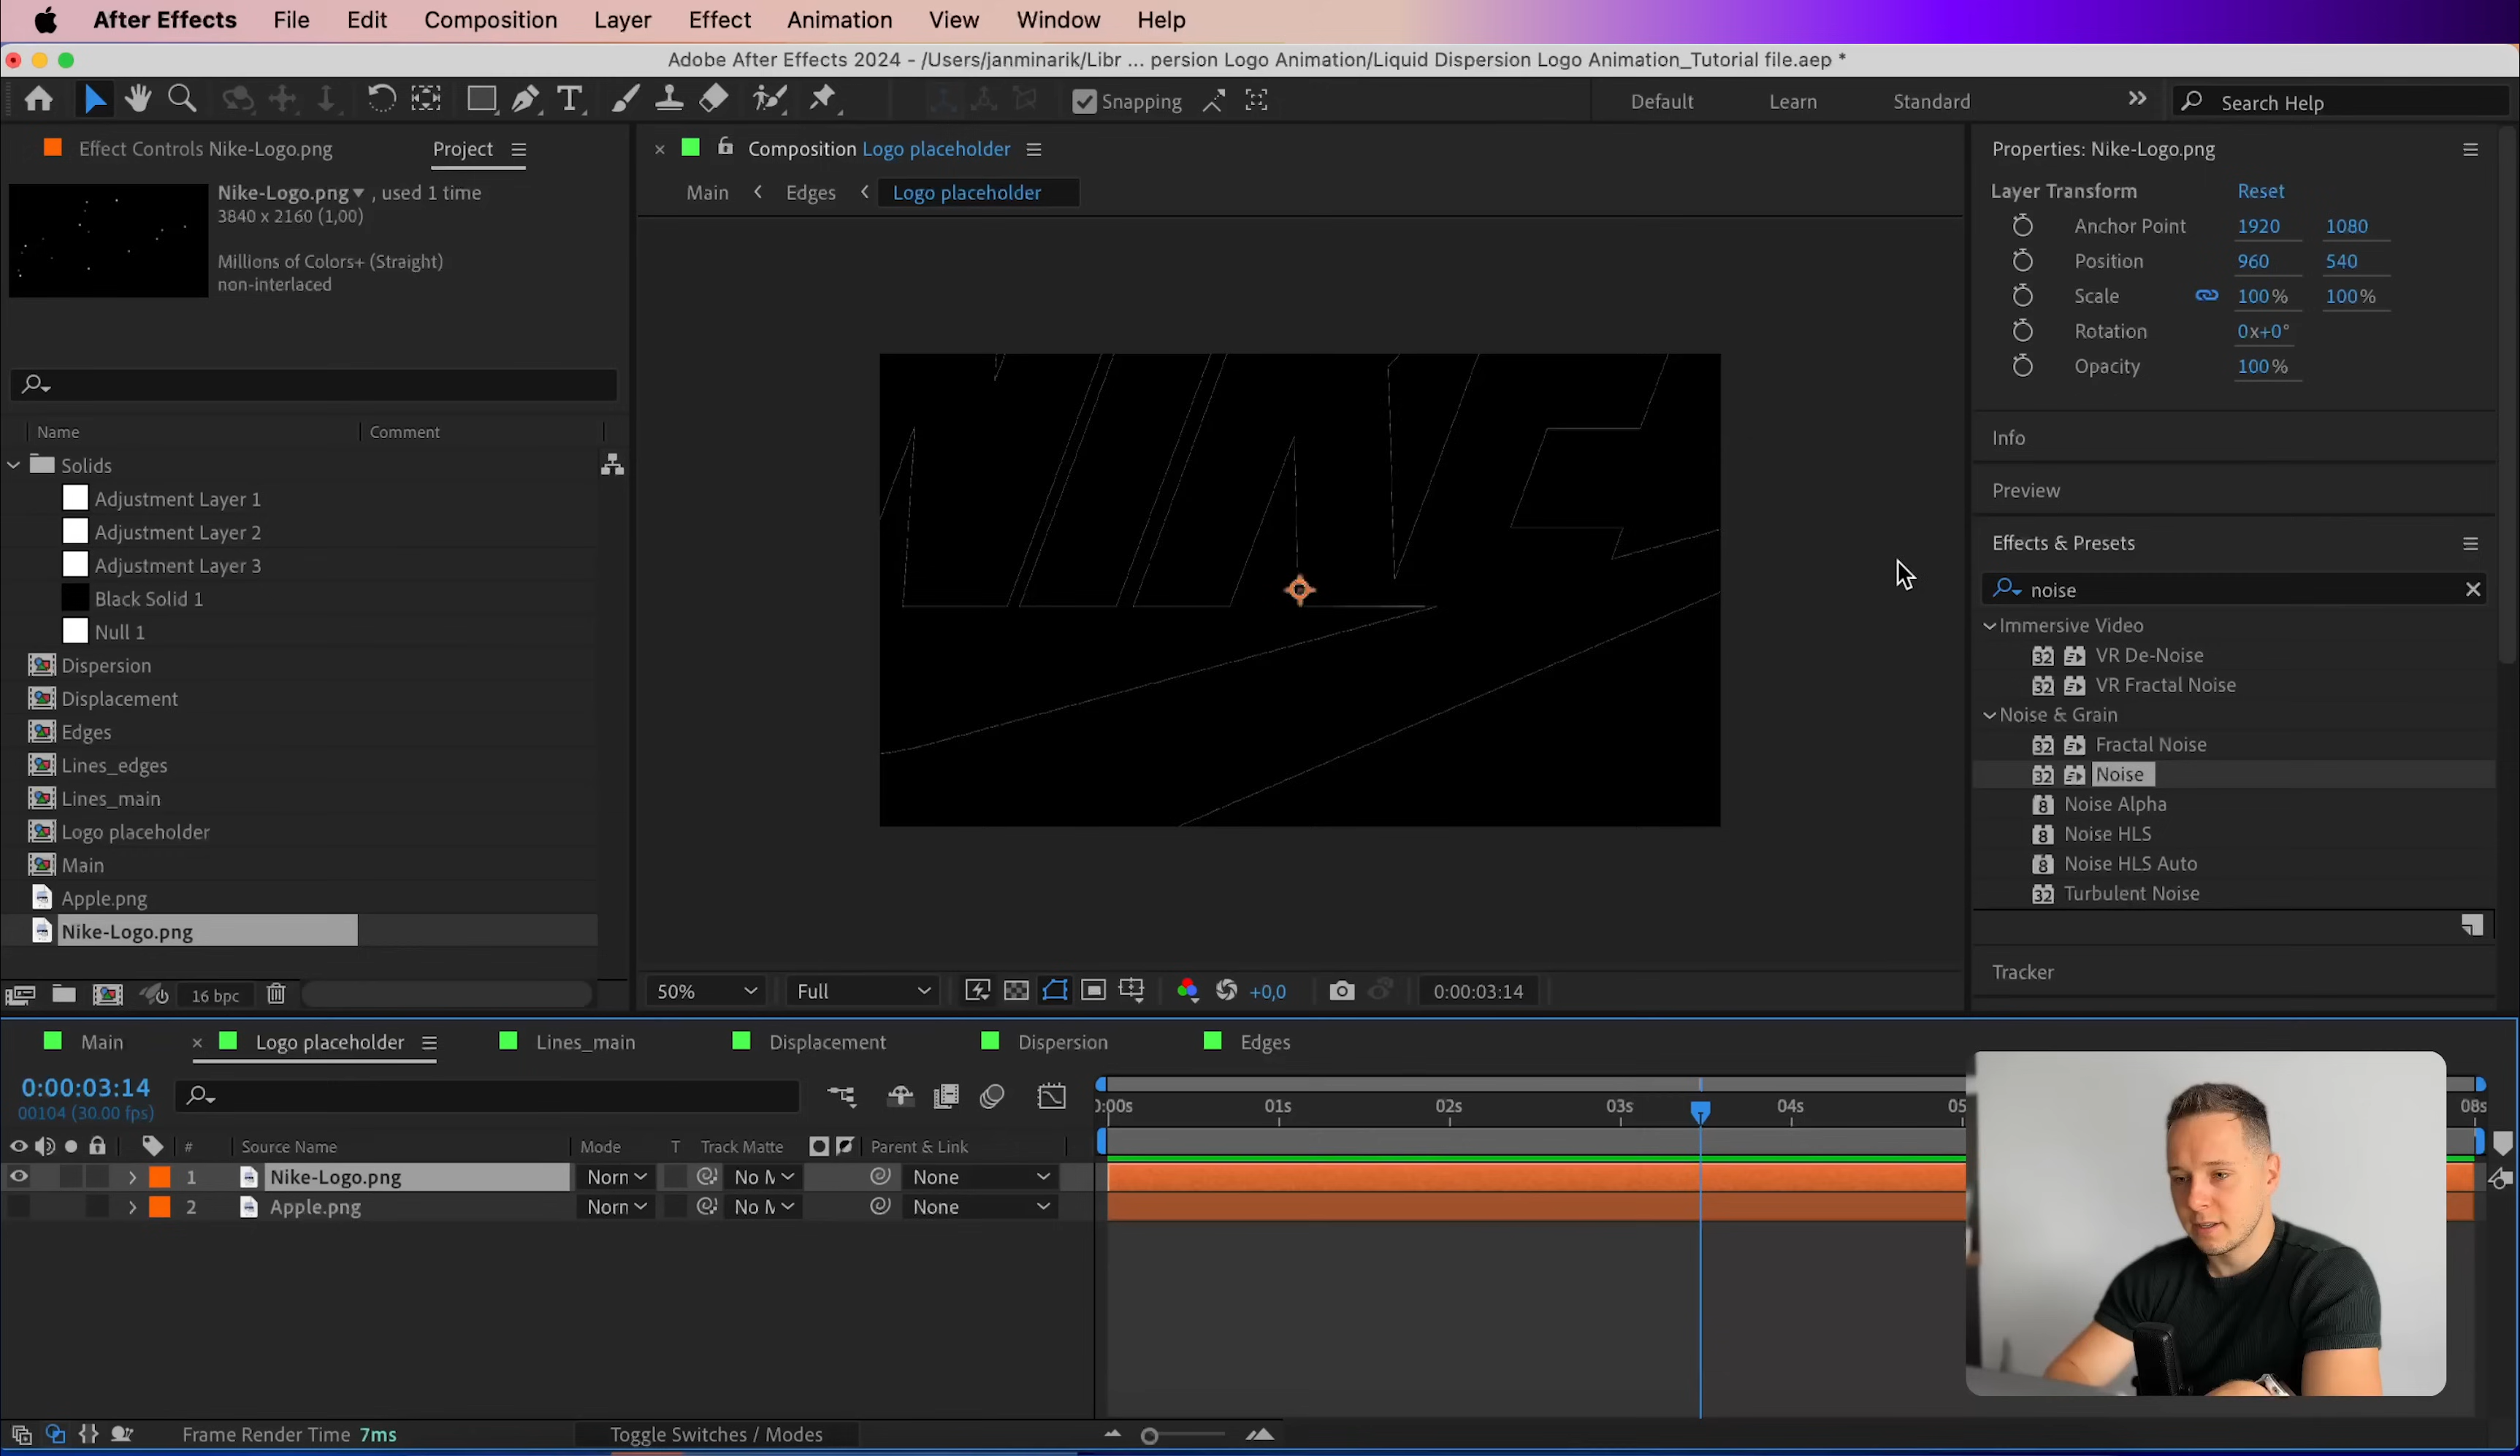 After Effects File Edit Composition Layer Effect Animation View Window Help
Adobe After Effects 2024 - /Users/janminarik/Libr ... persion Logo Animation/Liquid Dispersion Logo Animation_Tutorial file.aep *
Snapping
Default Learn Standard
Search Help
Effect Controls Nike-Logo.png
Project
Nike-Logo.png , used 1 time
3840 x 2160 (1,00)
Millions of Colors+ (Straight)
non-interlaced
Name Comment
Solids
Adjustment Layer 1
Adjustment Layer 2
Adjustment Layer 3
Black Solid 1
Null 1
Dispersion
Displacement
Edges
Lines_edges
Lines_main
Logo placeholder
Main
Apple.png
Nike-Logo.png
16 bpc
Composition Logo placeholder
Main Edges Logo placeholder
50% Full +0,0 0:00:03:14
Properties: Nike-Logo.png
Layer Transform Reset
Anchor Point 1920 1080
Position 960 540
Scale 100 % 100 %
Rotation 0x+0°
Opacity 100 %
Info
Preview
Effects & Presets
noise
Immersive Video
32 VR De-Noise
32 VR Fractal Noise
Noise & Grain
32 Fractal Noise
32 Noise
8 Noise Alpha
8 Noise HLS
8 Noise HLS Auto
32 Turbulent Noise
Tracker
Main Logo placeholder Lines_main Displacement Dispersion Edges
0:00:03:14
00104 (30.00 fps)
0:00s 01s 02s 03s 04s 05 08s
# Source Name Mode T Track Matte Parent & Link
1 Nike-Logo.png Norn No M None
2 Apple.png Norn No M None
Frame Render Time 7ms
Toggle Switches / Modes